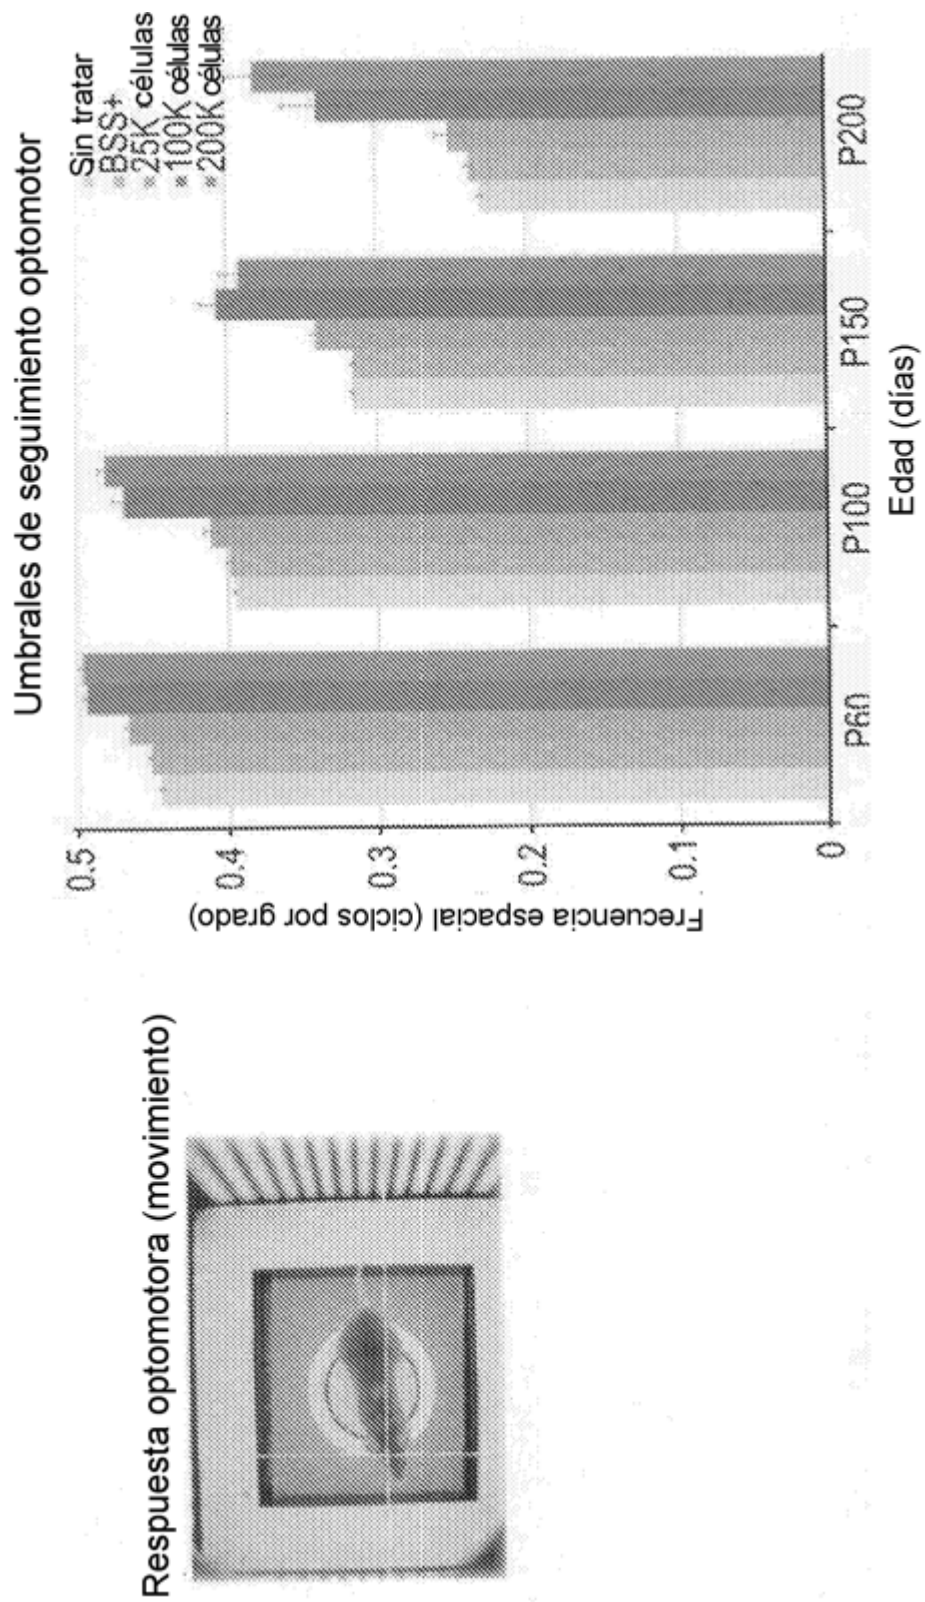 Respuesta optomotora (movimiento)
Umbrales de seguimiento optomotor
Sin tratar
BSS+
25K células
100K células
200K células
Frecuencia espacial (ciclos por grado)
0.5
0.4
0.3
0.2
0.1
0
P60
P100
P150
P200
Edad (días)